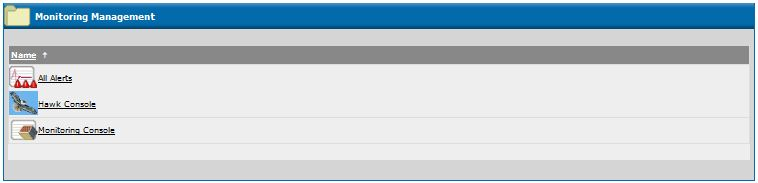 Monitoring Management
Name ↑
All Alerts
Hawk Console
Monitoring Console